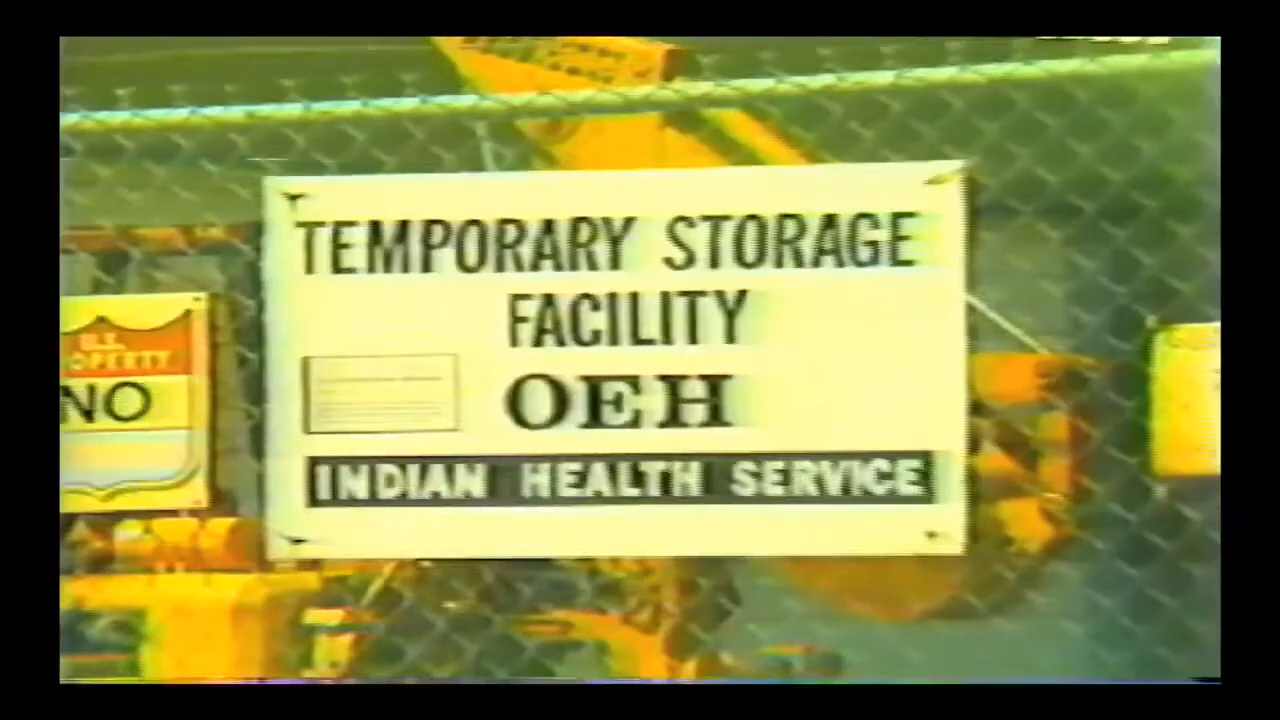 TEMPORARY STORAGE
FACILITY
OEH
INDIAN HEALTH SERVICE
U.S.
NO